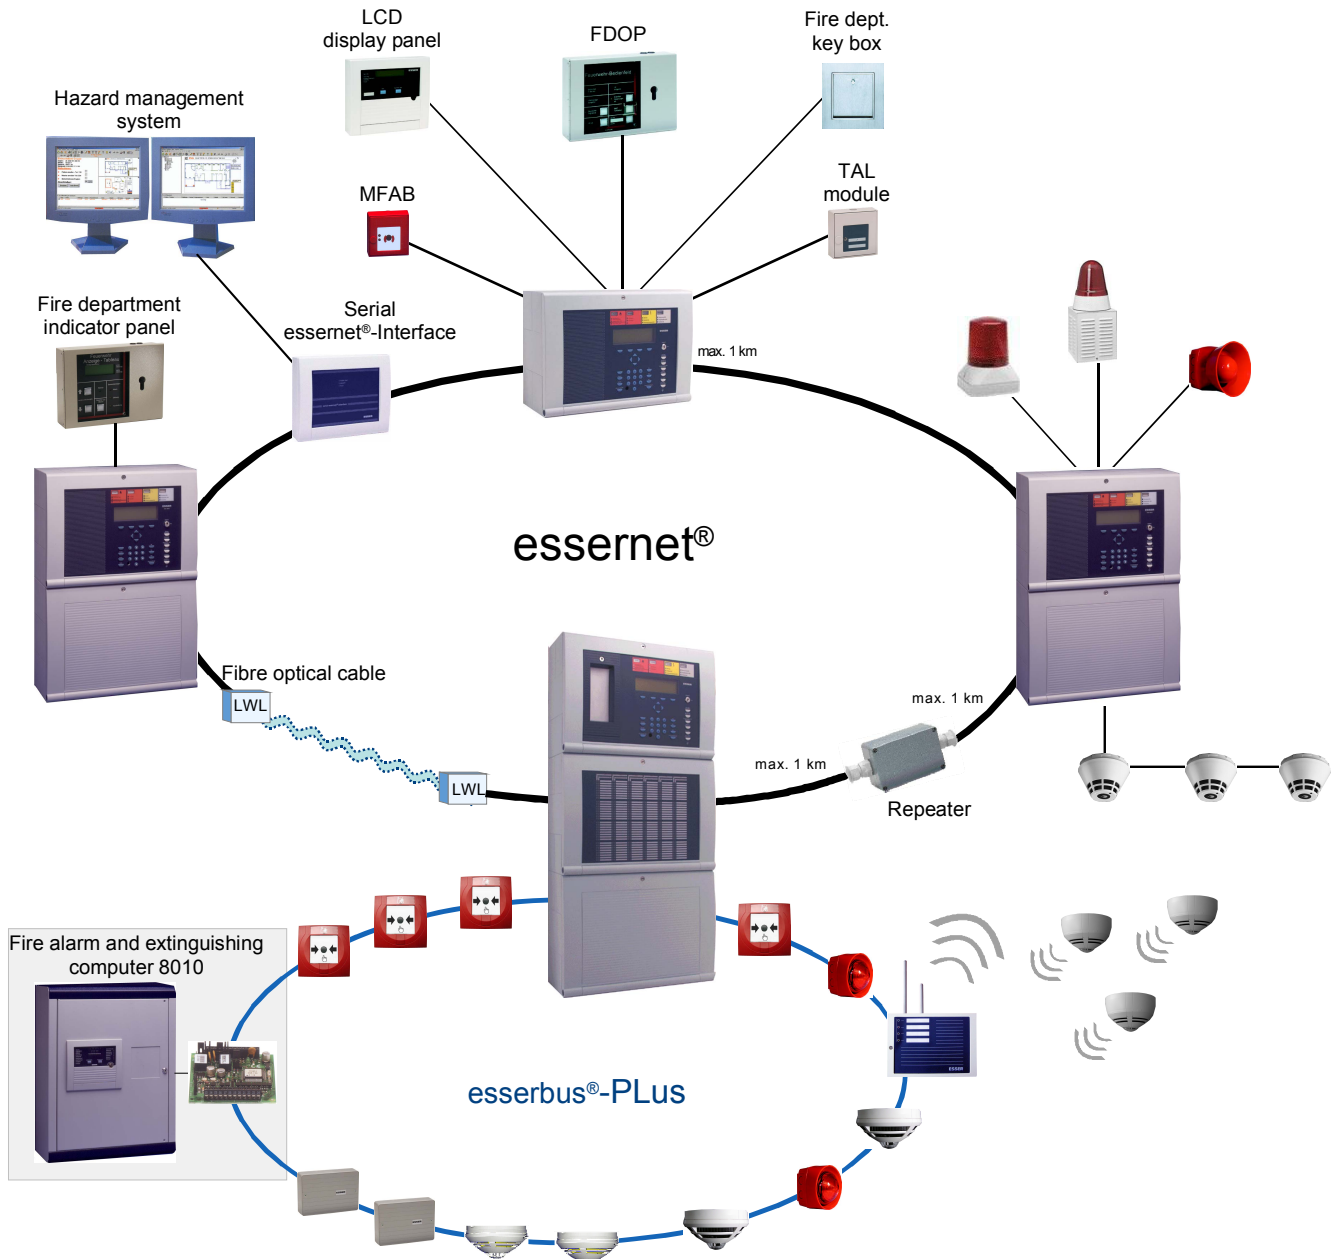 LCD
display panel
FDOP
Fire dept.
key box
Hazard management
system
MFAB
TAL
module
Fire department
indicator panel
Serial
essernet®-Interface
max. 1 km
essernet®
Fibre optical cable
LWL
LWL
max. 1 km
max. 1 km
Repeater
Fire alarm and extinguishing
computer 8010
esserbus®-PLus
ESSER